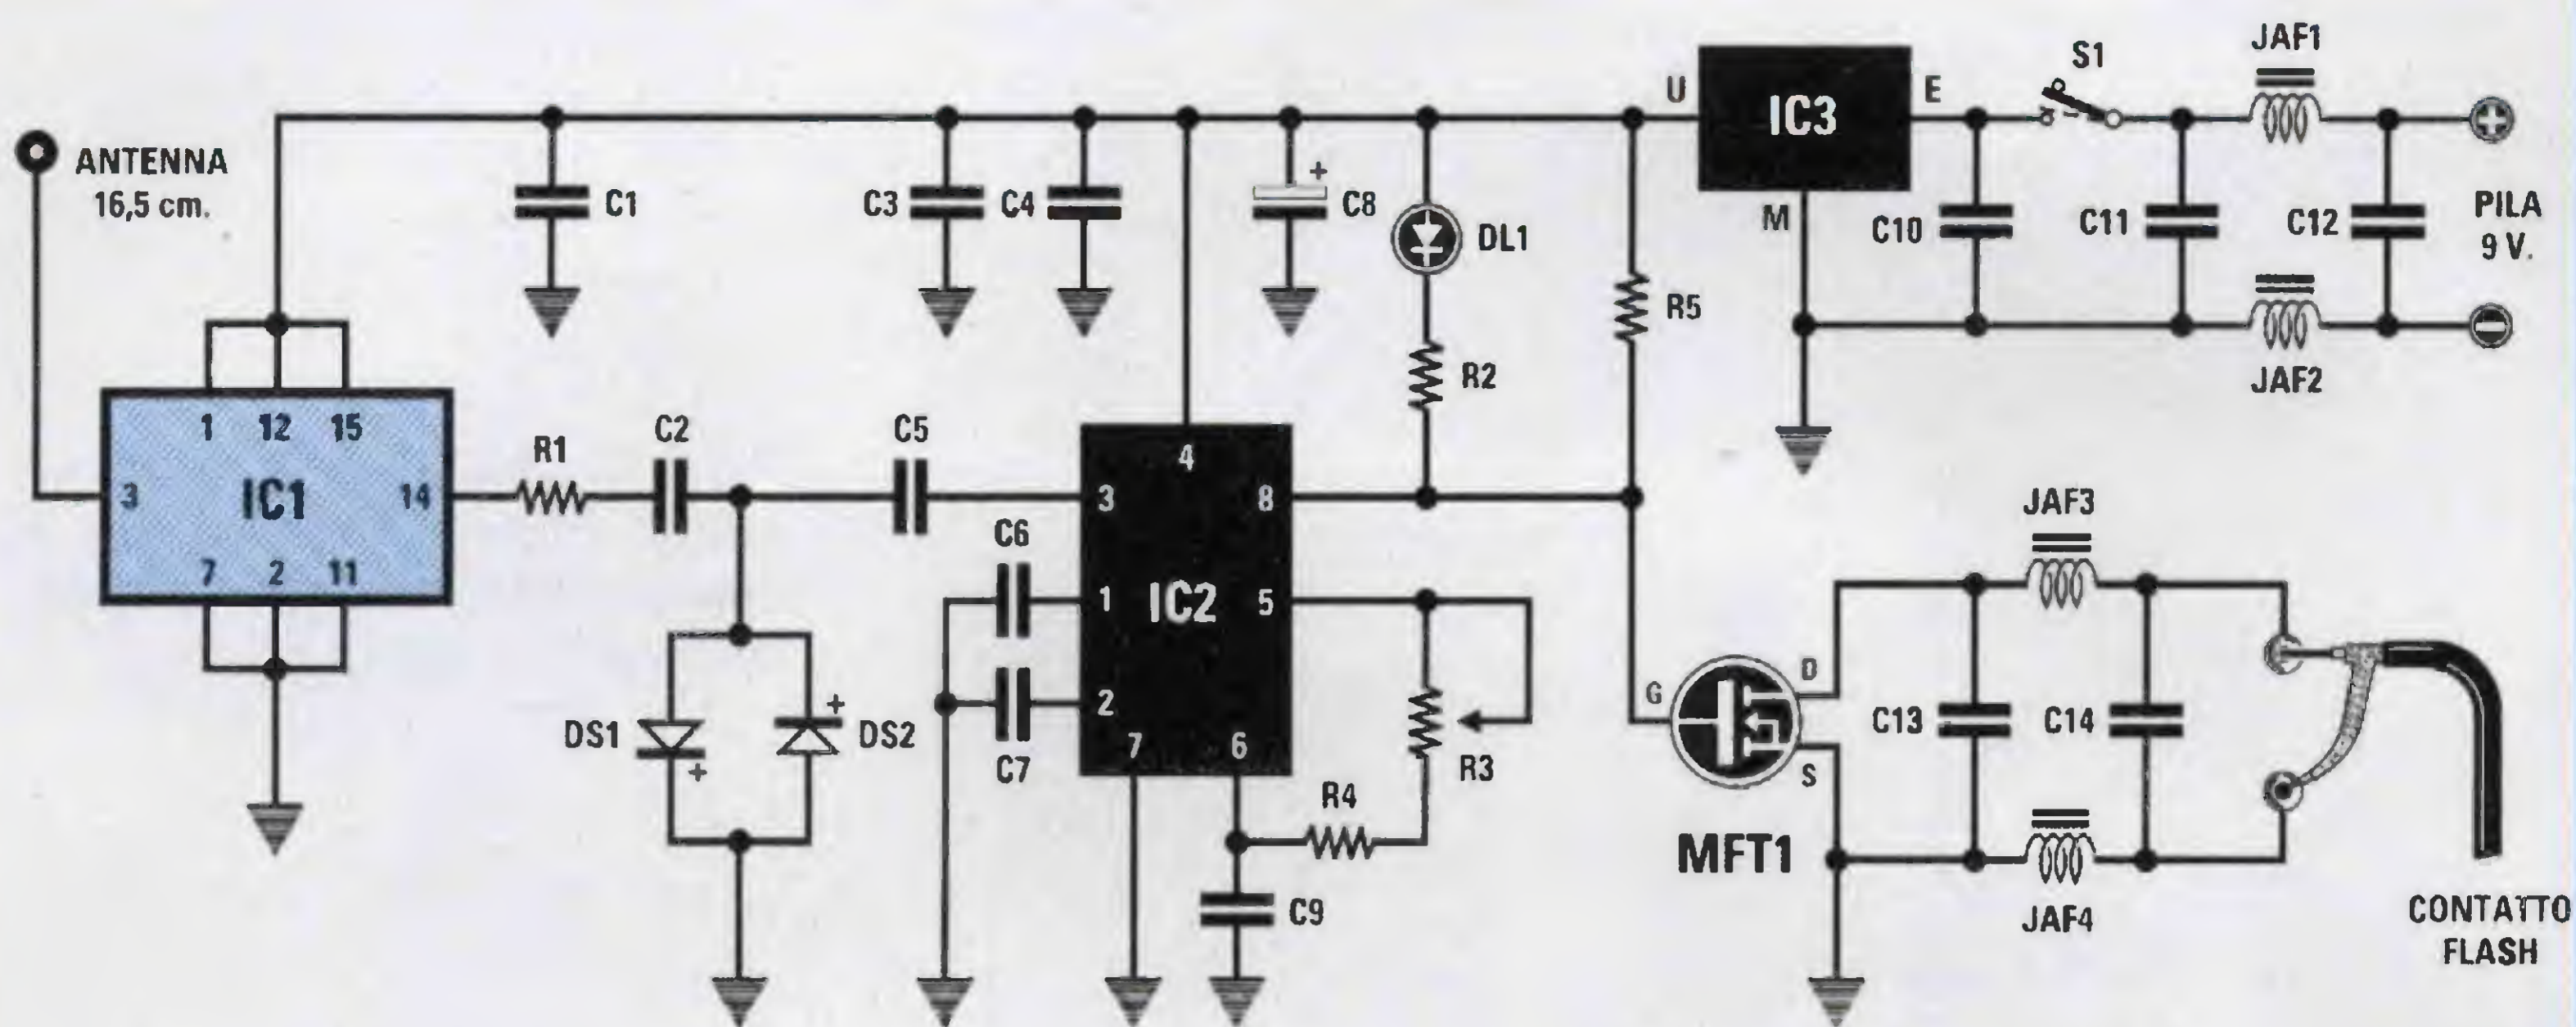 ANTENNA
16,5 cm.
C1
C3
C4
+
C8
DL1
R2
R5
U
IC3
E
M
S1
JAF1
C10
C11
C12
PILA
9 V.
+
-
JAF2
1 12 15
3
IC1
14
7 2 11
R1
C2
C5
DS1
+
+
DS2
C6
C7
4
3
8
1
IC2
5
2
7
6
R3
R4
C9
G
D
S
MFT1
JAF3
C13
C14
JAF4
CONTATTO
FLASH